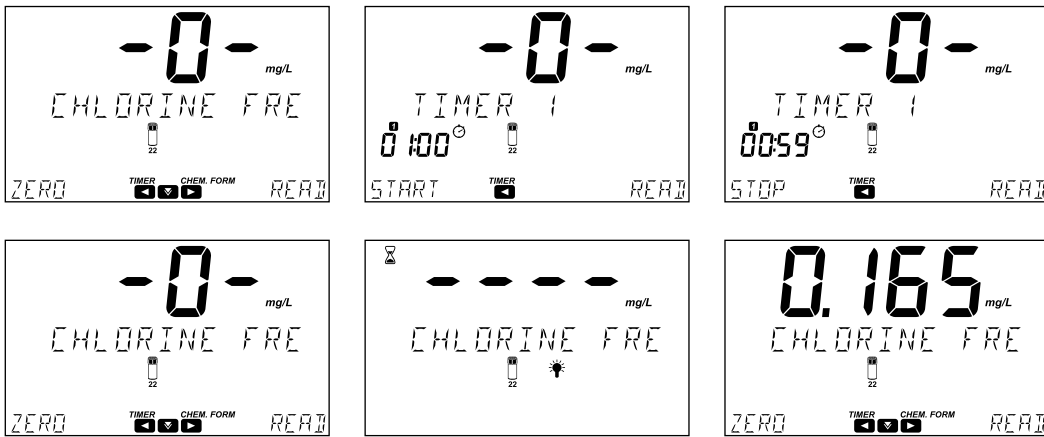 -0-
mg/L
CHLORINE FRE
22
TIMER CHEM. FORM
ZERO READ
-0-
mg/L
TIMER 1
1
01:00
22
TIMER
START READ
-0-
mg/L
TIMER 1
1
00:59
22
TIMER
STOP READ
-0-
mg/L
CHLORINE FRE
22
TIMER CHEM. FORM
ZERO READ
----
mg/L
CHLORINE FRE
22
0.165
mg/L
CHLORINE FRE
22
TIMER CHEM. FORM
ZERO READ